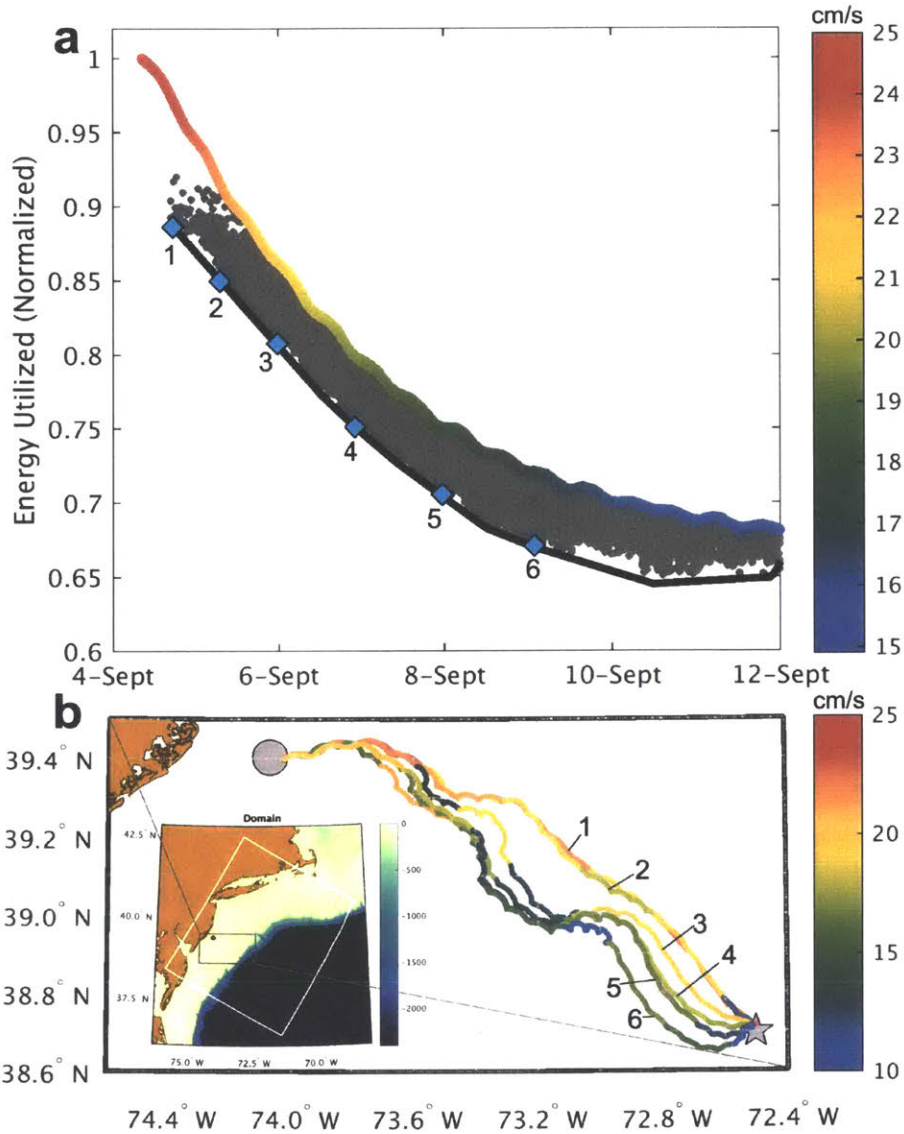 cm/s
a
Energy Utilized (Normalized)
1
0.95
0.9
0.85
0.8
0.75
0.7
0.65
0.6
1
2
3
4
5
6
4-Sept
6-Sept
8-Sept
10-Sept
12-Sept
25
24
23
22
21
20
19
18
17
16
15
b
cm/s
39.4° N
39.2° N
39.0° N
38.8° N
38.6° N
Domain
42.5° N
40.0° N
37.5° N
75.0° W
72.5° W
70.0° W
0
-500
-1000
-1500
-2000
1
2
3
4
5
6
25
20
15
10
74.4° W
74.0° W
73.6° W
73.2° W
72.8° W
72.4° W